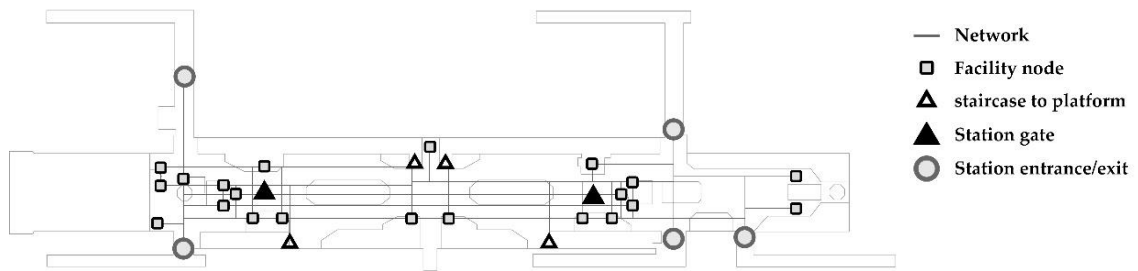 Network
Facility node
staircase to platform
Station gate
Station entrance/exit